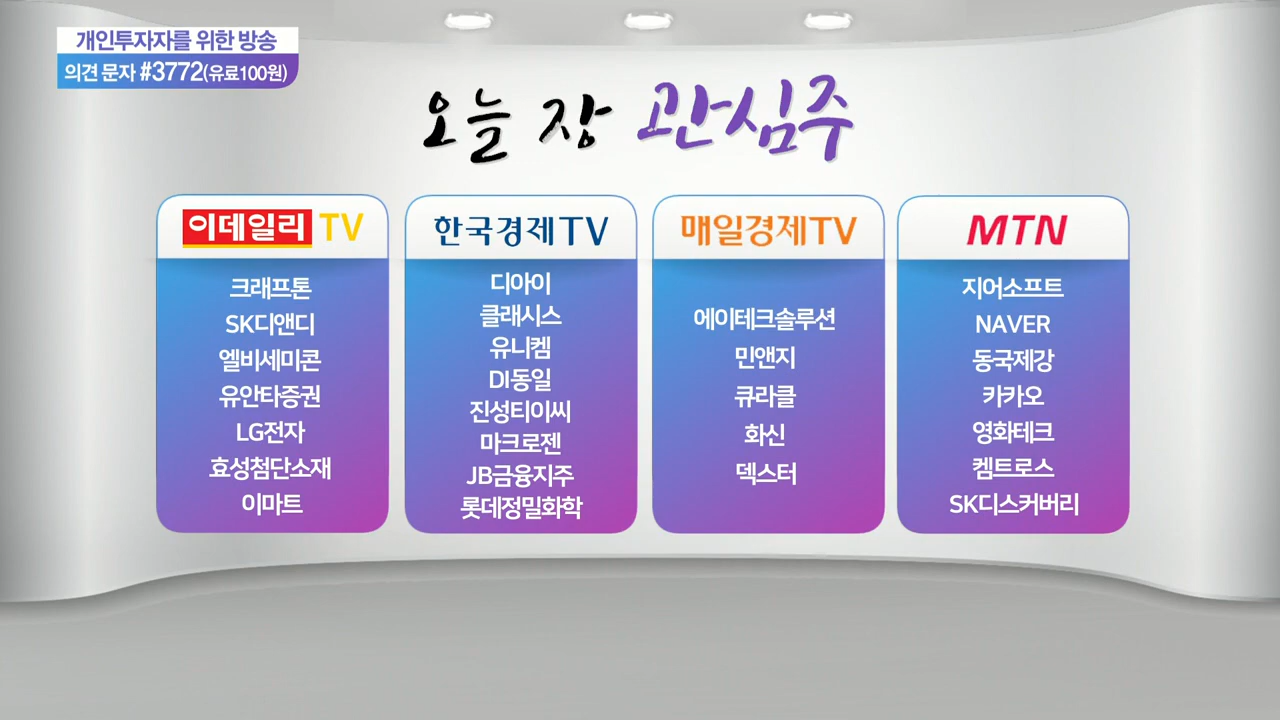 개인투자자를 위한 방송
의견 문자 #3772(유료100원)
오늘 장 관심주
이데일리 TV
크래프톤
SK디앤디
엘비세미콘
유안타증권
LG전자
효성첨단소재
이마트
한국경제TV
디아이
클래시스
유니켐
DI동일
진성티이씨
마크로젠
JB금융지주
롯데정밀화학
매일경제TV
에이테크솔루션
민앤지
큐라클
화신
덱스터
MTN
지어소프트
NAVER
동국제강
카카오
영화테크
켐트로스
SK디스커버리